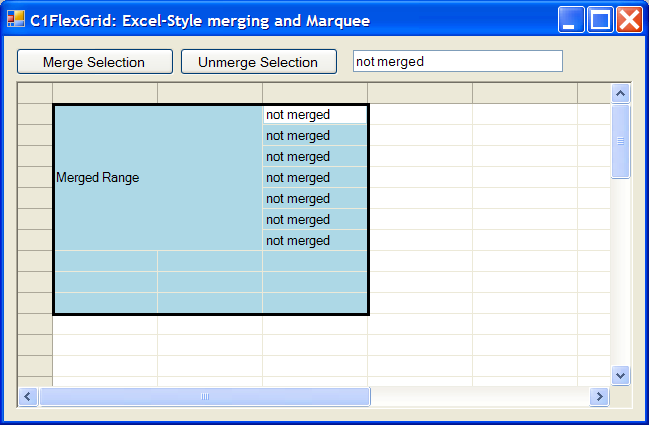 C1FlexGrid: Excel-Style merging and Marquee
Merge Selection
Unmerge Selection
not merged
not merged
not merged
not merged
Merged Range
not merged
not merged
not merged
not merged